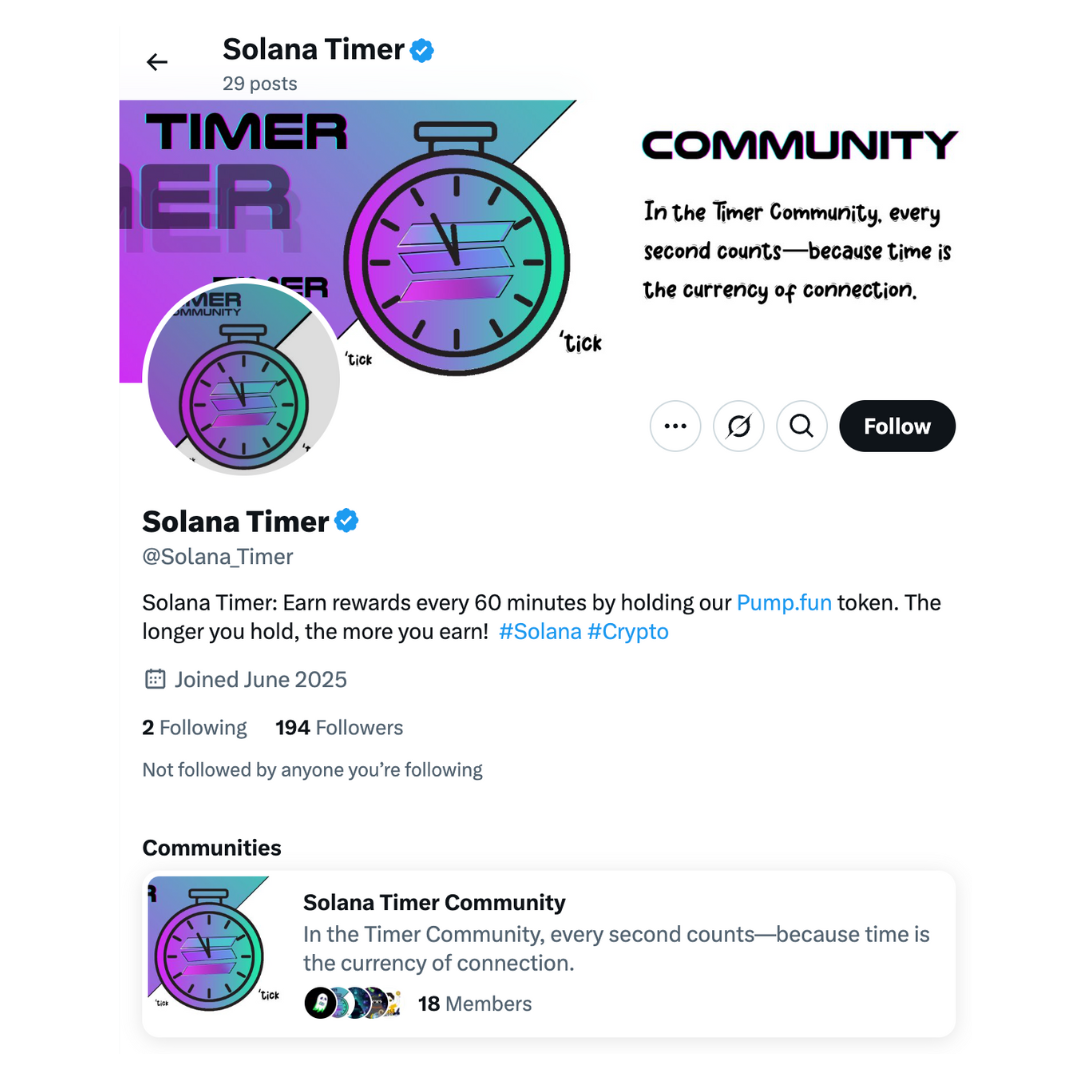 Solana Timer
29 posts
TIMER
COMMUNITY
In the Timer Community, every
second counts—because time is
the currency of connection.
'tick
'tick
Follow
Solana Timer
@Solana_Timer
Solana Timer: Earn rewards every 60 minutes by holding our Pump.fun token. The
longer you hold, the more you earn! #Solana #Crypto
Joined June 2025
2 Following 194 Followers
Not followed by anyone you're following
Communities
Solana Timer Community
In the Timer Community, every second counts—because time is
the currency of connection.
'tick
'tick
18 Members